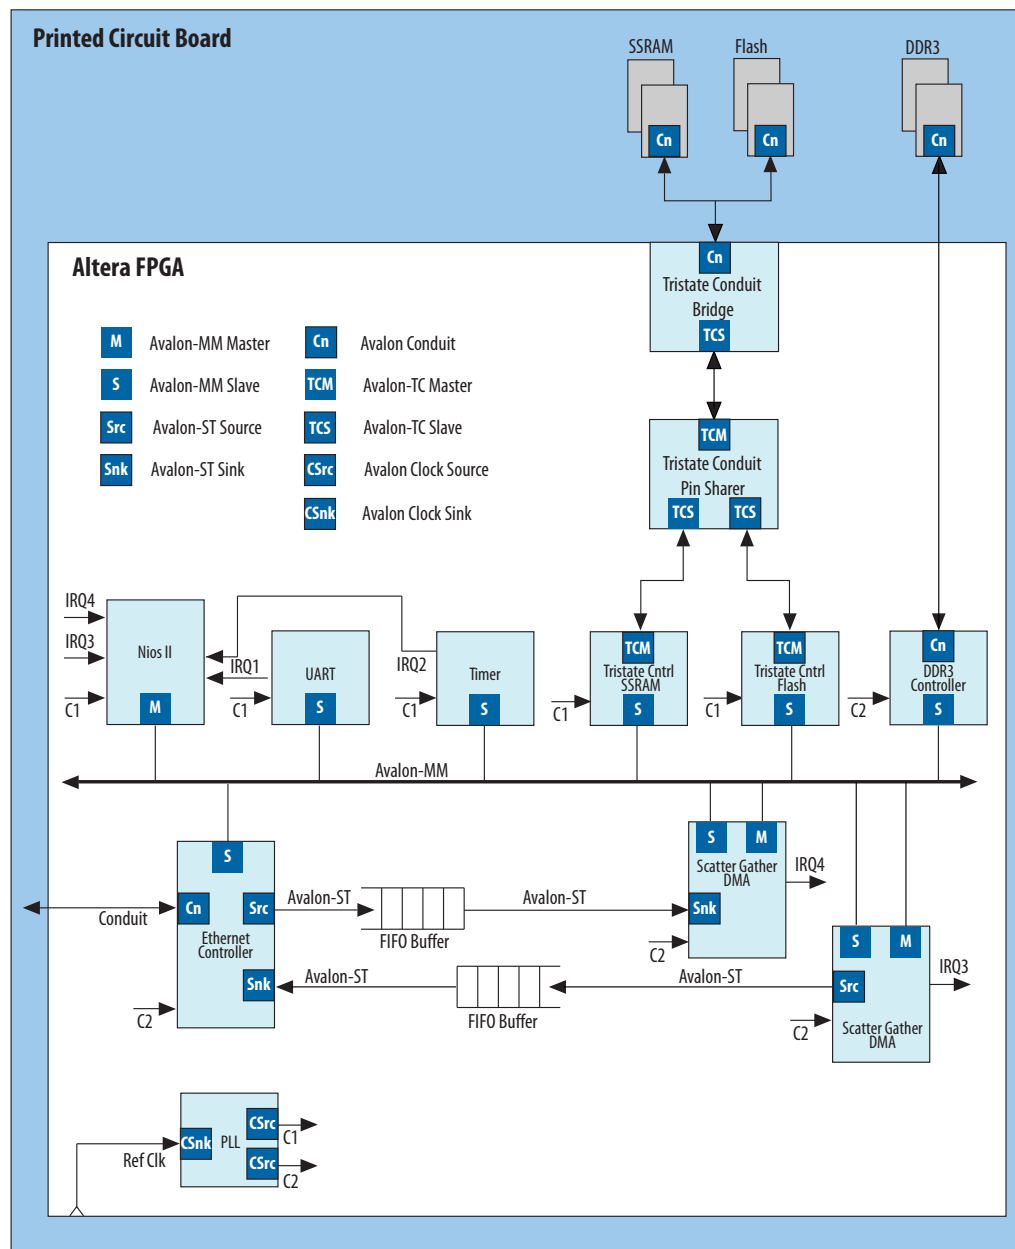 Printed Circuit Board
SSRAM
Flash
DDR3
Cn
Cn
Cn
Altera FPGA
Cn
Tristate Conduit
Bridge
TCS
M
Avalon-MM Master
Cn
Avalon Conduit
S
Avalon-MM Slave
TCM
Avalon-TC Master
Src
Avalon-ST Source
TCS
Avalon-TC Slave
Snk
Avalon-ST Sink
CSrc
Avalon Clock Source
CSnk
Avalon Clock Sink
TCM
Tristate Conduit
Pin Sharer
TCS
TCS
IRQ4
IRQ3
C1
Nios II
M
IRQ1
C1
UART
S
IRQ2
C1
Timer
S
C1
TCM
Tristate Cntrl
SSRAM
S
C1
TCM
Tristate Cntrl
Flash
S
C2
Cn
DDR3
Controller
S
Avalon-MM
S
Cn
Src
Conduit
Ethernet
Controller
Snk
C2
Avalon-ST
FIFO Buffer
Avalon-ST
S
M
Scatter Gather
DMA
Snk
IRQ4
C2
Avalon-ST
FIFO Buffer
Avalon-ST
S
M
Src
IRQ3
C2
Scatter Gather
DMA
Ref Clk
CSnk
PLL
CSrc
C1
CSrc
C2